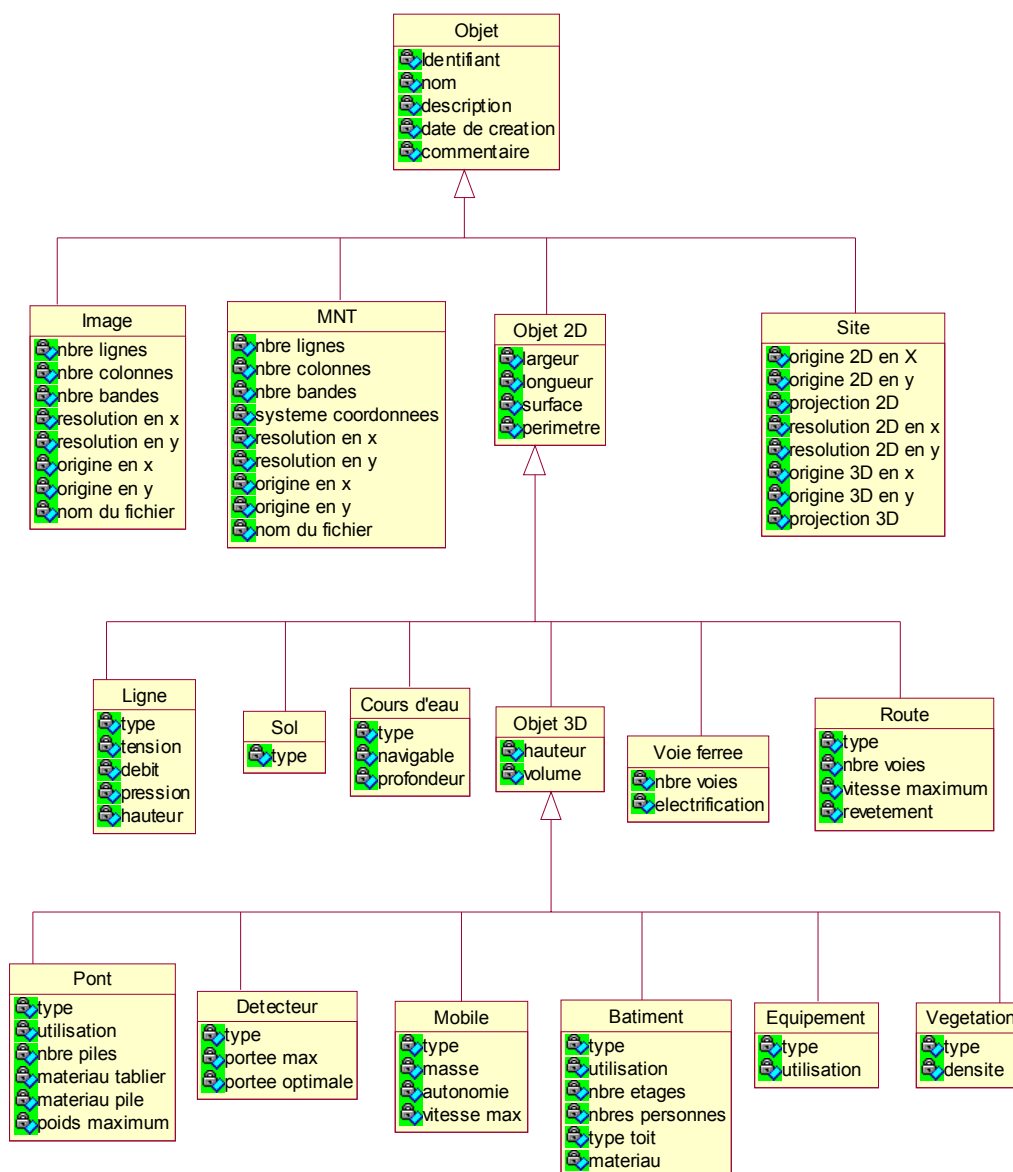 Objet
Identifiant
nom
description
date de creation
commentaire
Image
nbre lignes
nbre colonnes
nbre bandes
resolution en x
resolution en y
origine en x
origine en y
nom du fichier
MNT
nbre lignes
nbre colonnes
nbre bandes
systeme coordonnees
resolution en x
resolution en y
origine en x
origine en y
nom du fichier
Objet 2D
largeur
longueur
surface
perimetre
Site
origine 2D en X
origine 2D en y
projection 2D
resolution 2D en x
resolution 2D en y
origine 3D en x
origine 3D en y
projection 3D
Ligne
type
tension
debit
pression
hauteur
Sol
type
Cours d'eau
type
navigable
profondeur
Objet 3D
hauteur
volume
Voie ferree
nbre voies
electrification
Route
type
nbre voies
vitesse maximum
revetement
Pont
type
utilisation
nbre piles
materiau tablier
materiau pile
poids maximum
Detecteur
type
portee max
portee optimale
Mobile
type
masse
autonomie
vitesse max
Batiment
type
utilisation
nbre etages
nbres personnes
type toit
materiau
Equipement
type
utilisation
Vegetation
type
densite